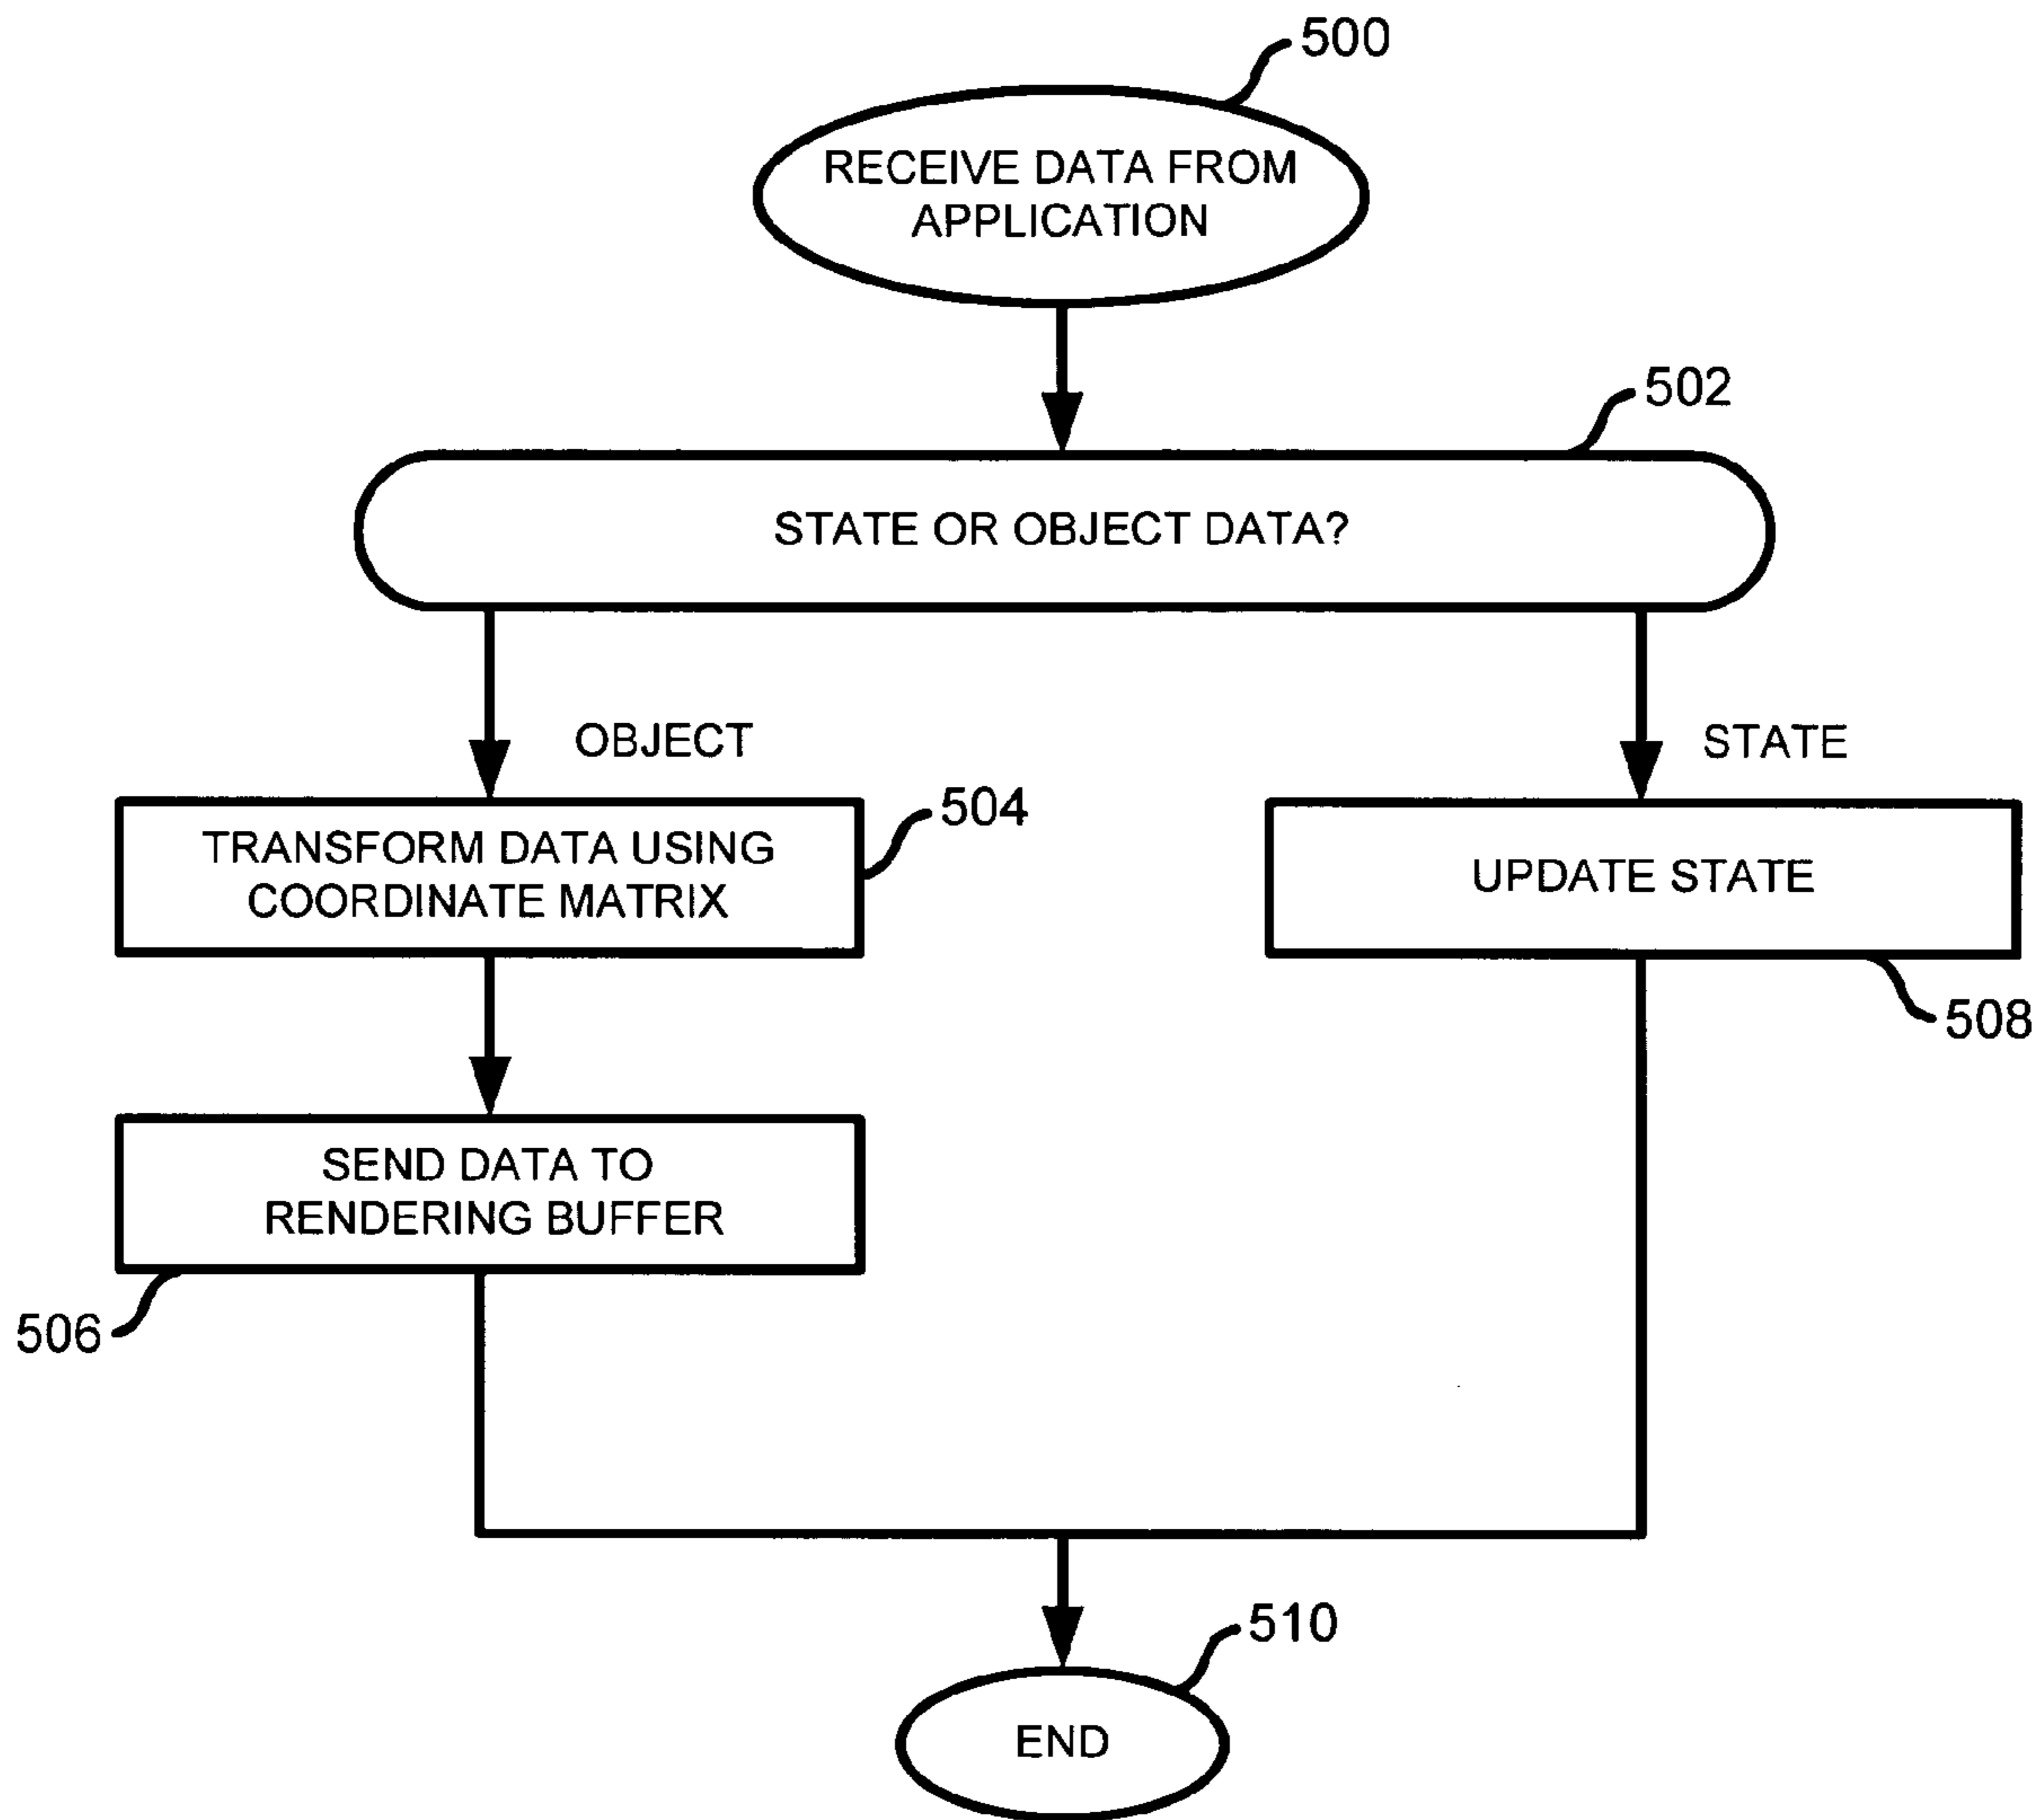 500
RECEIVE DATA FROM
APPLICATION
502
STATE OR OBJECT DATA?
OBJECT
STATE
504
TRANSFORM DATA USING
COORDINATE MATRIX
UPDATE STATE
508
SEND DATA TO
RENDERING BUFFER
506
510
END